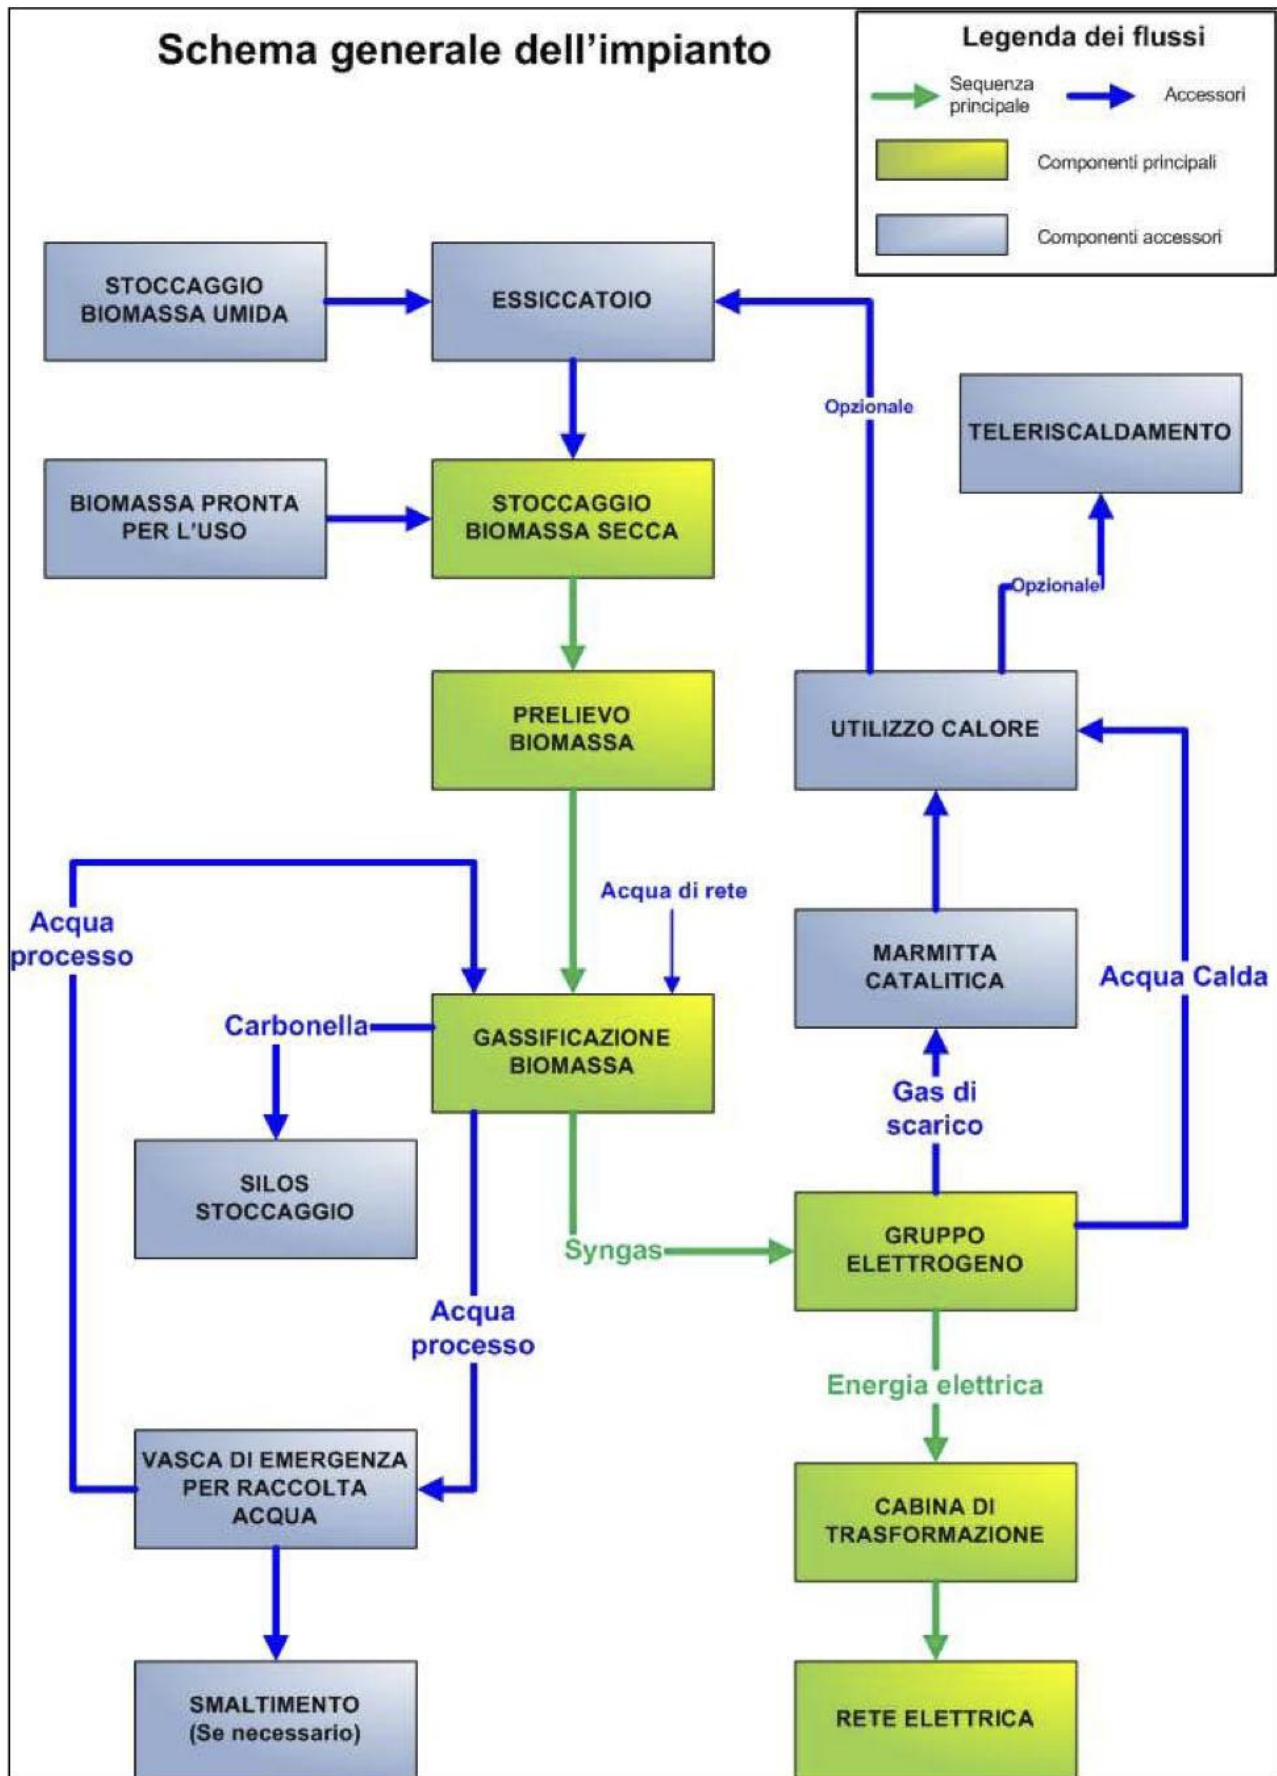 Schema generale dell'impianto
Legenda dei flussi
Sequenza
principale
Accessori
Componenti principali
Componenti accessori
STOCCAGGIO
BIOMASSA UMIDA
ESSICCATOIO
Opzionale
TELERISCALDAMENTO
BIOMASSA PRONTA
PER L'USO
STOCCAGGIO
BIOMASSA SECCA
Opzionale
PRELIEVO
BIOMASSA
UTILIZZO CALORE
Acqua
processo
Acqua di rete
MARMITTA
CATALITICA
Acqua Calda
Carbonella
GASSIFICAZIONE
BIOMASSA
Gas di
scarico
SILOS
STOCCAGGIO
Syngas
GRUPPO
ELETTROGENO
Acqua
processo
Energia elettrica
VASCA DI EMERGENZA
PER RACCOLTA
ACQUA
CABINA DI
TRASFORMAZIONE
SMALTIMENTO
(Se necessario)
RETE ELETTRICA